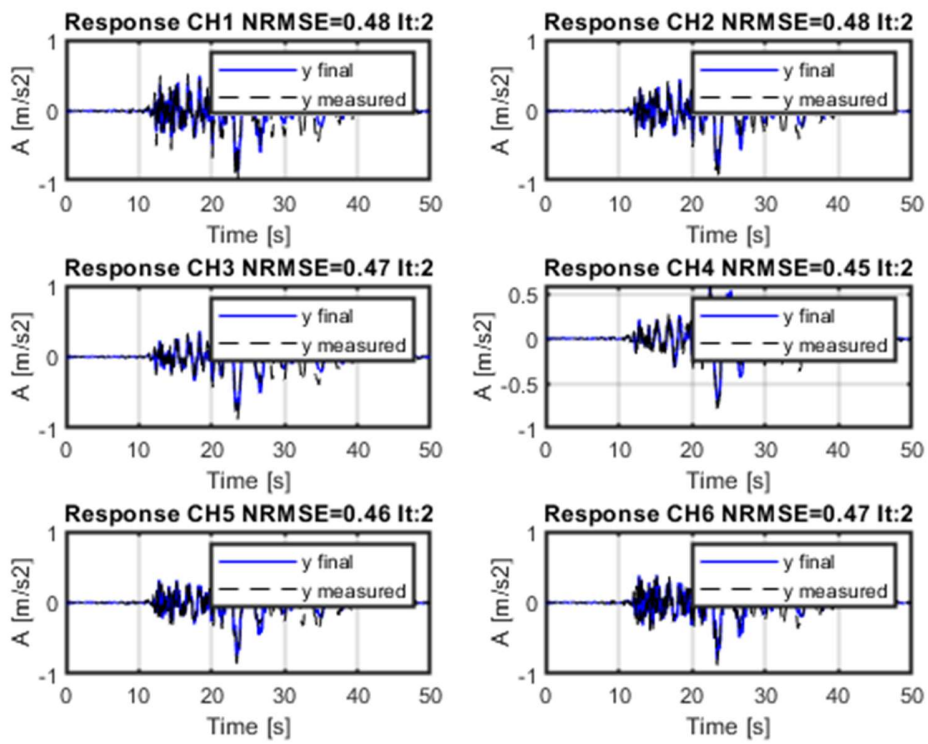 Response CH1 NRMSE=0.48 It:2
1
0
-1
A [m/s2]
y final
y measured
0 10 20 30 40 50
Time [s]
Response CH2 NRMSE=0.48 It:2
1
0
-1
A [m/s2]
y final
y measured
0 10 20 30 40 50
Time [s]
Response CH3 NRMSE=0.47 It:2
1
0
-1
A [m/s2]
y final
y measured
0 10 20 30 40 50
Time [s]
Response CH4 NRMSE=0.45 It:2
0.5
0
-0.5
-1
A [m/s2]
y final
y measured
0 10 20 30 40 50
Time [s]
Response CH5 NRMSE=0.46 It:2
1
0
-1
A [m/s2]
y final
y measured
0 10 20 30 40 50
Time [s]
Response CH6 NRMSE=0.47 It:2
1
0
-1
A [m/s2]
y final
y measured
0 10 20 30 40 50
Time [s]